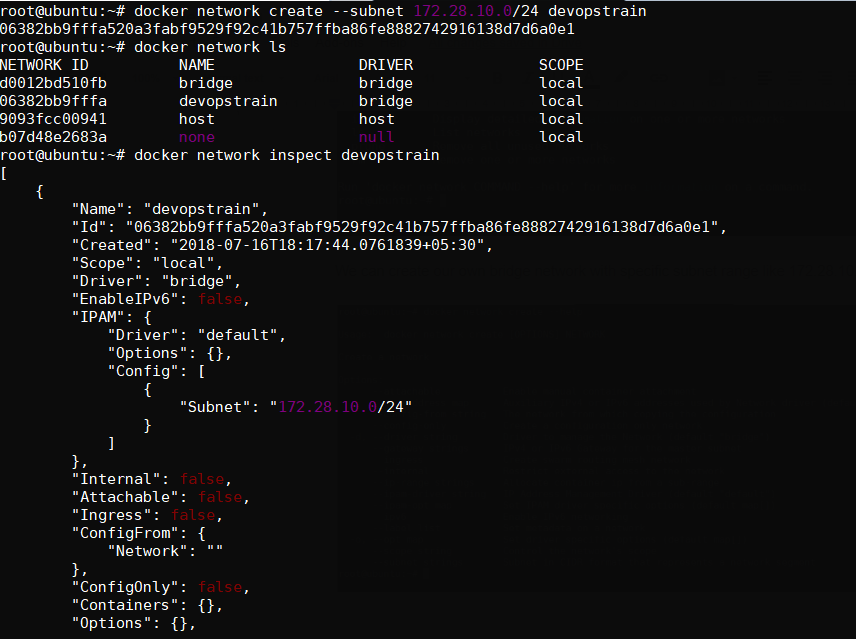 root@ubuntu:~# docker network create --subnet 172.28.10.0/24 devopstrain
06382bb9fffa520a3fabf9529f92c41b757ffba86fe8882742916138d7d6a0e1
root@ubuntu:~# docker network ls
NETWORK ID          NAME                DRIVER              SCOPE
d0012bd510fb        bridge              bridge              local
06382bb9fffa        devopstrain         bridge              local
9093fcc00941        host                host                local
b07d48e2683a        none                null                local
root@ubuntu:~# docker network inspect devopstrain
[
    {
        "Name": "devopstrain",
        "Id": "06382bb9fffa520a3fabf9529f92c41b757ffba86fe8882742916138d7d6a0e1",
        "Created": "2018-07-16T18:17:44.0761839+05:30",
        "Scope": "local",
        "Driver": "bridge",
        "EnableIPv6": false,
        "IPAM": {
            "Driver": "default",
            "Options": {},
            "Config": [
                {
                    "Subnet": "172.28.10.0/24"
                }
            ]
        },
        "Internal": false,
        "Attachable": false,
        "Ingress": false,
        "ConfigFrom": {
            "Network": ""
        },
        "ConfigOnly": false,
        "Containers": {},
        "Options": {},